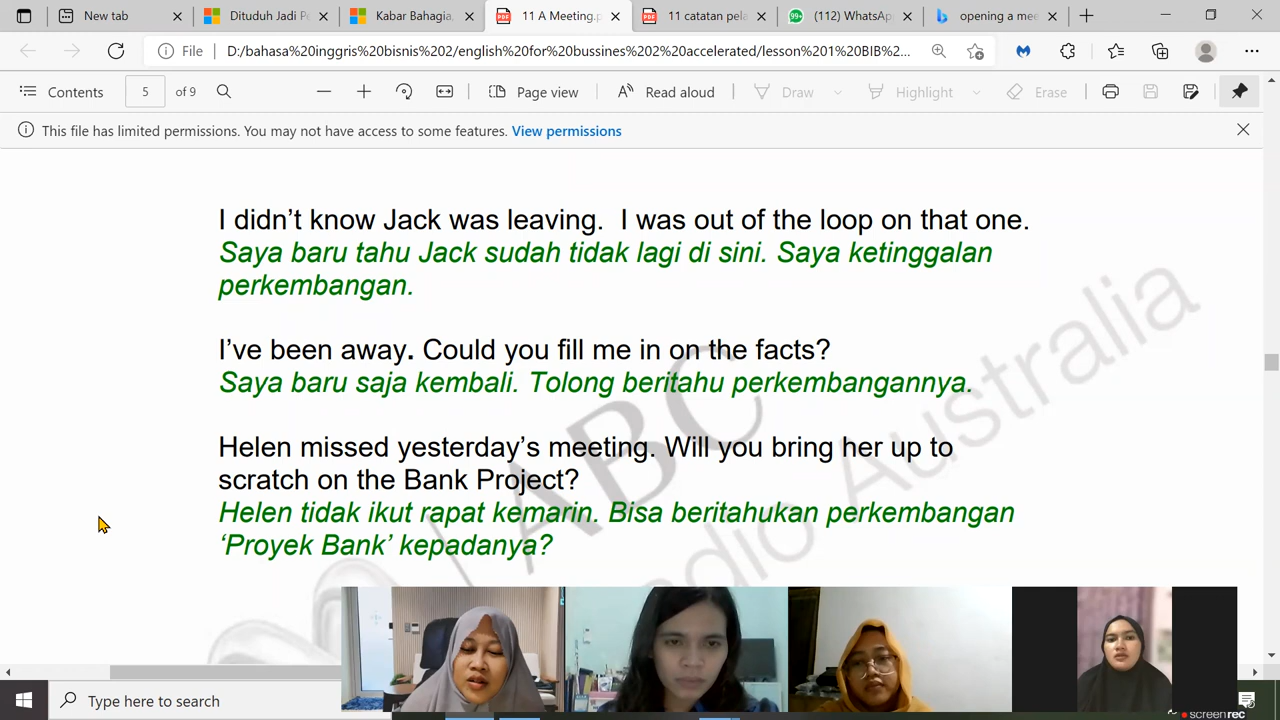 New tab
Dituduh Jadi P
Kabar Bahagia,
11 A Meeting.p
11 catatan pela
99+
(112) WhatsAp
opening a mee
File
D:/bahasa%20inggris%20bisnis%202/english%20for%20bussines%202%20accelerated/lesson%201%20BIB%2...
Contents
5
of 9
Page view
Read aloud
Draw
Highlight
Erase
This file has limited permissions. You may not have access to some features. View permissions
I didn’t know Jack was leaving.  I was out of the loop on that one.
Saya baru tahu Jack sudah tidak lagi di sini. Saya ketinggalan
perkembangan.
I’ve been away. Could you fill me in on the facts?
Saya baru saja kembali. Tolong beritahu perkembangannya.
Helen missed yesterday’s meeting. Will you bring her up to
scratch on the Bank Project?
Helen tidak ikut rapat kemarin. Bisa beritahukan perkembangan
‘Proyek Bank’ kepadanya?
ABC
Radio Australia
Type here to search
screenrec